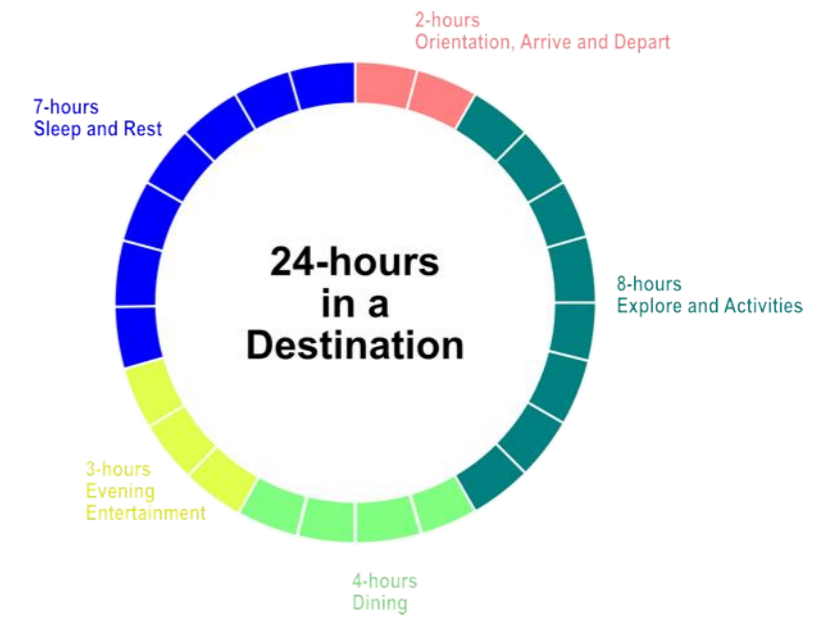 2-hours
Orientation, Arrive and Depart
7-hours
Sleep and Rest
24-hours
in a
Destination
8-hours
Explore and Activities
3-hours
Evening
Entertainment
4-hours
Dining